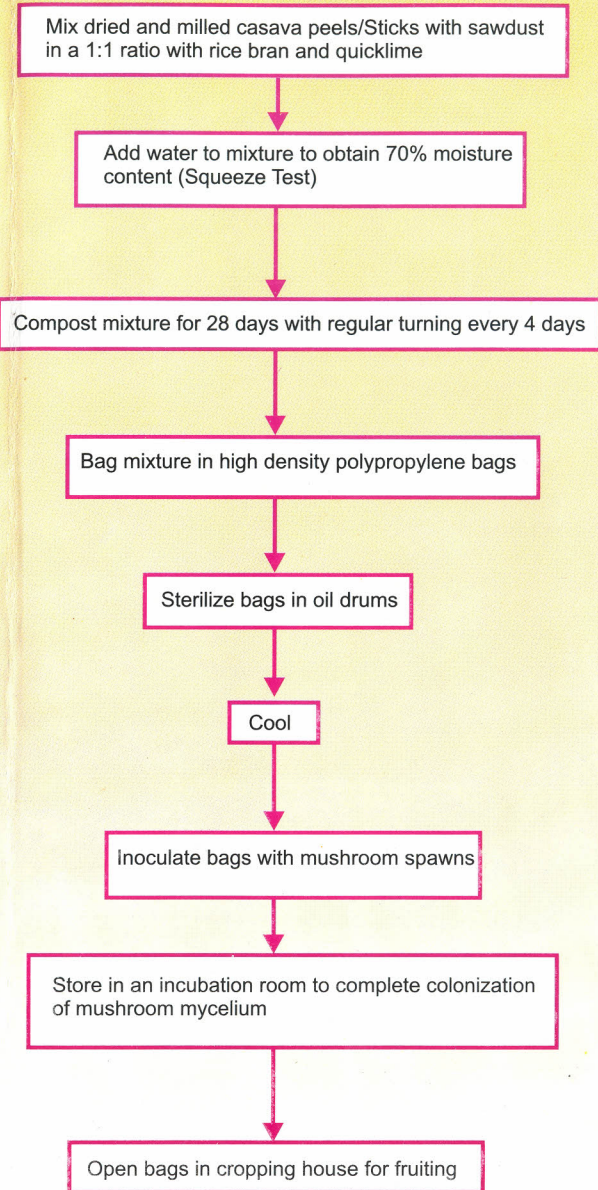 Mix dried and milled casava peels/Sticks with sawdust
in a 1:1 ratio with rice bran and quicklime
Add water to mixture to obtain 70% moisture
content (Squeeze Test)
Compost mixture for 28 days with regular turning every 4 days
Bag mixture in high density polypropylene bags
Sterilize bags in oil drums
Cool
Inoculate bags with mushroom spawns
Store in an incubation room to complete colonization
of mushroom mycelium
Open bags in cropping house for fruiting